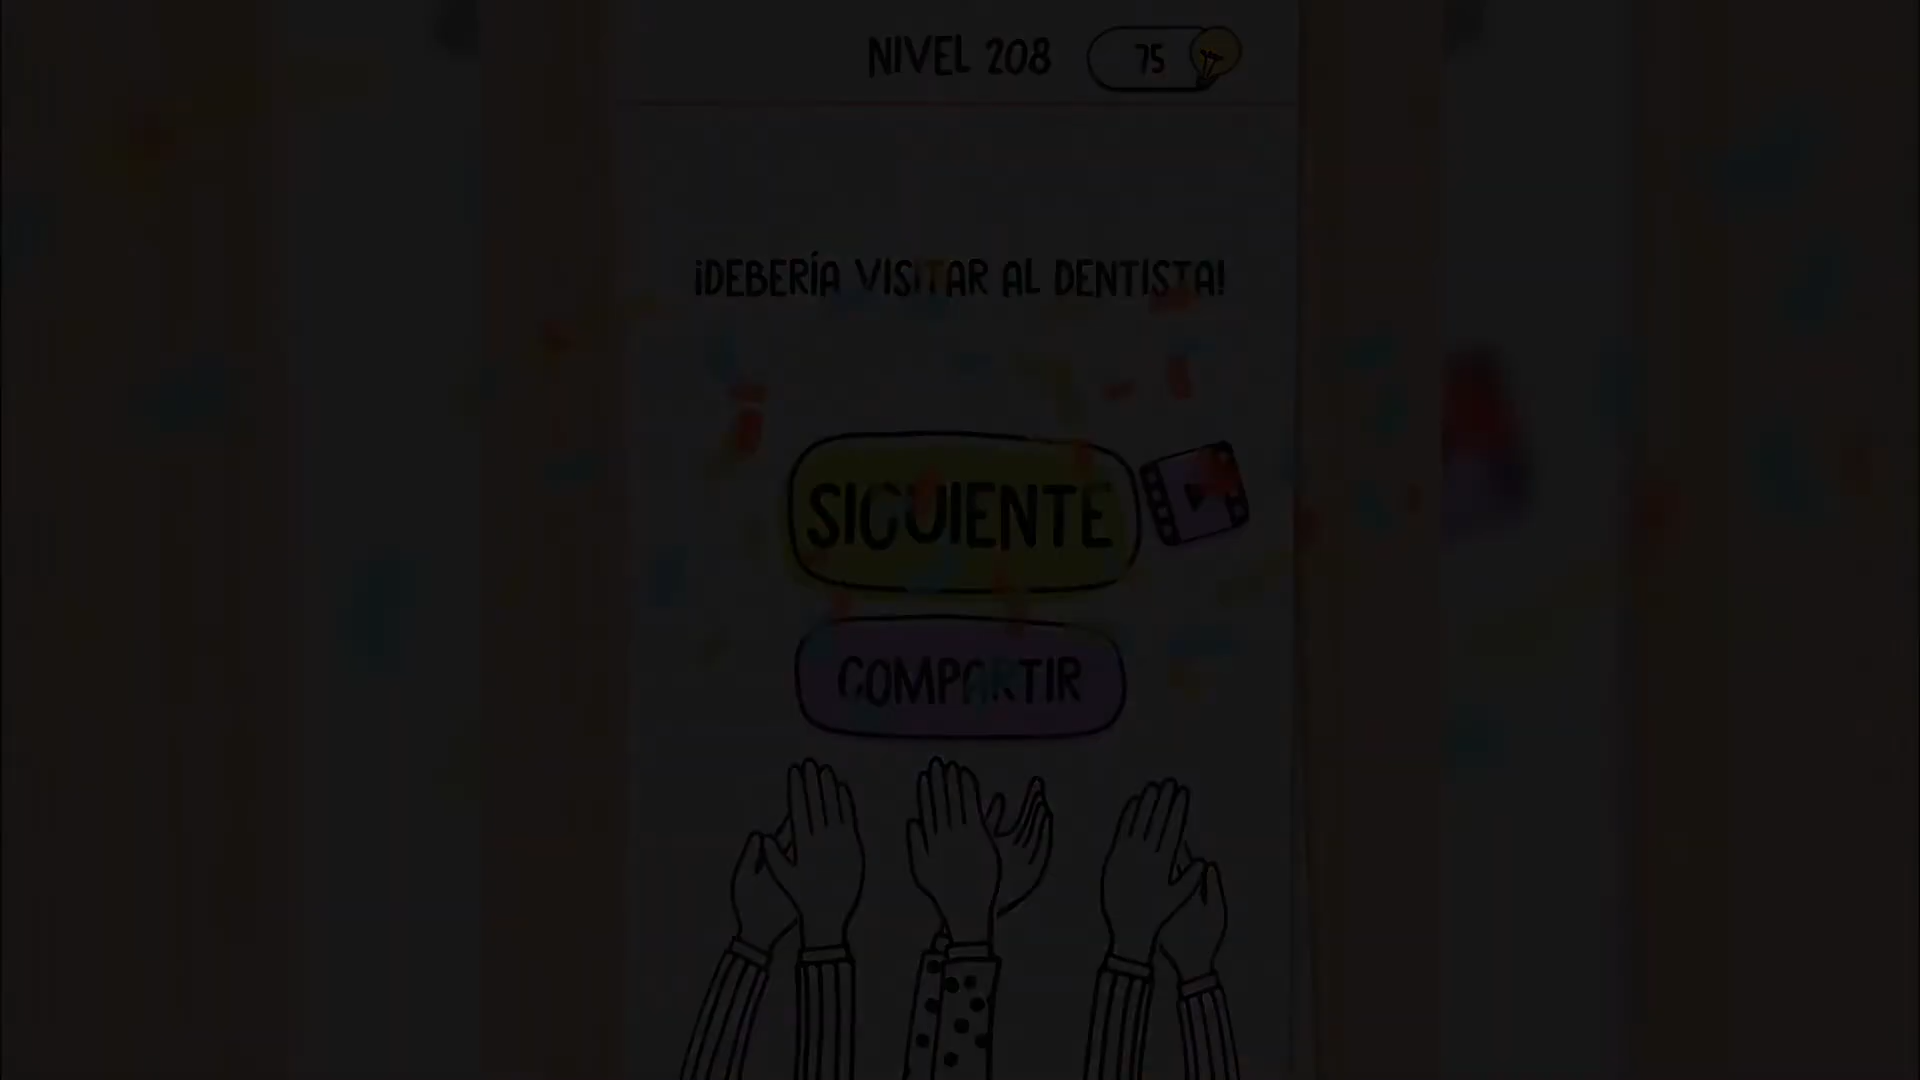 NIVEL 208
75
¡DEBERÍA VISITAR AL DENTISTA!
SIGUIENTE
COMPARTIR